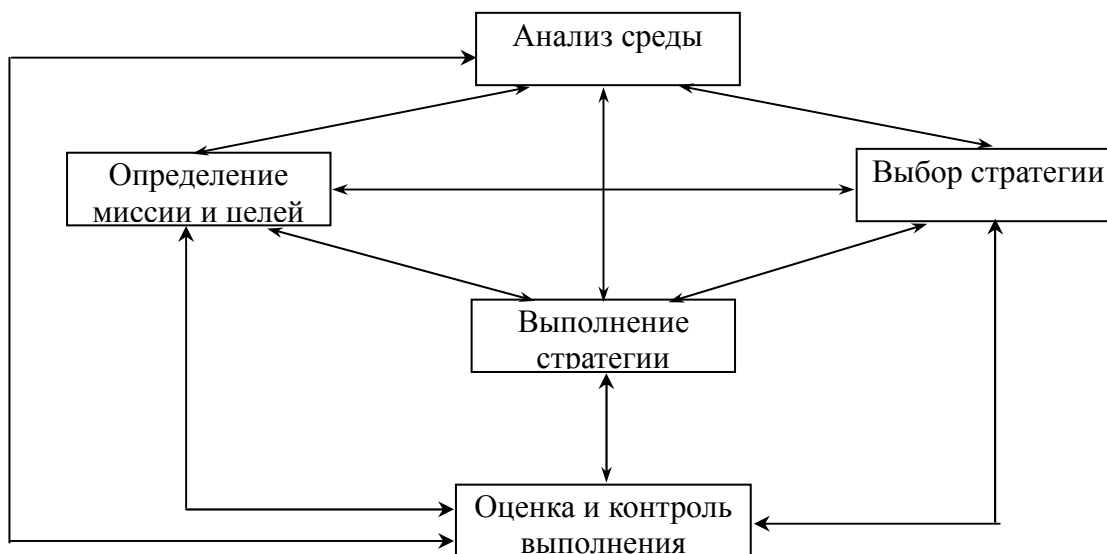 Анализ среды
Определение
миссии и целей
Выбор стратегии
Выполнение
стратегии
Оценка и контроль
выполнения